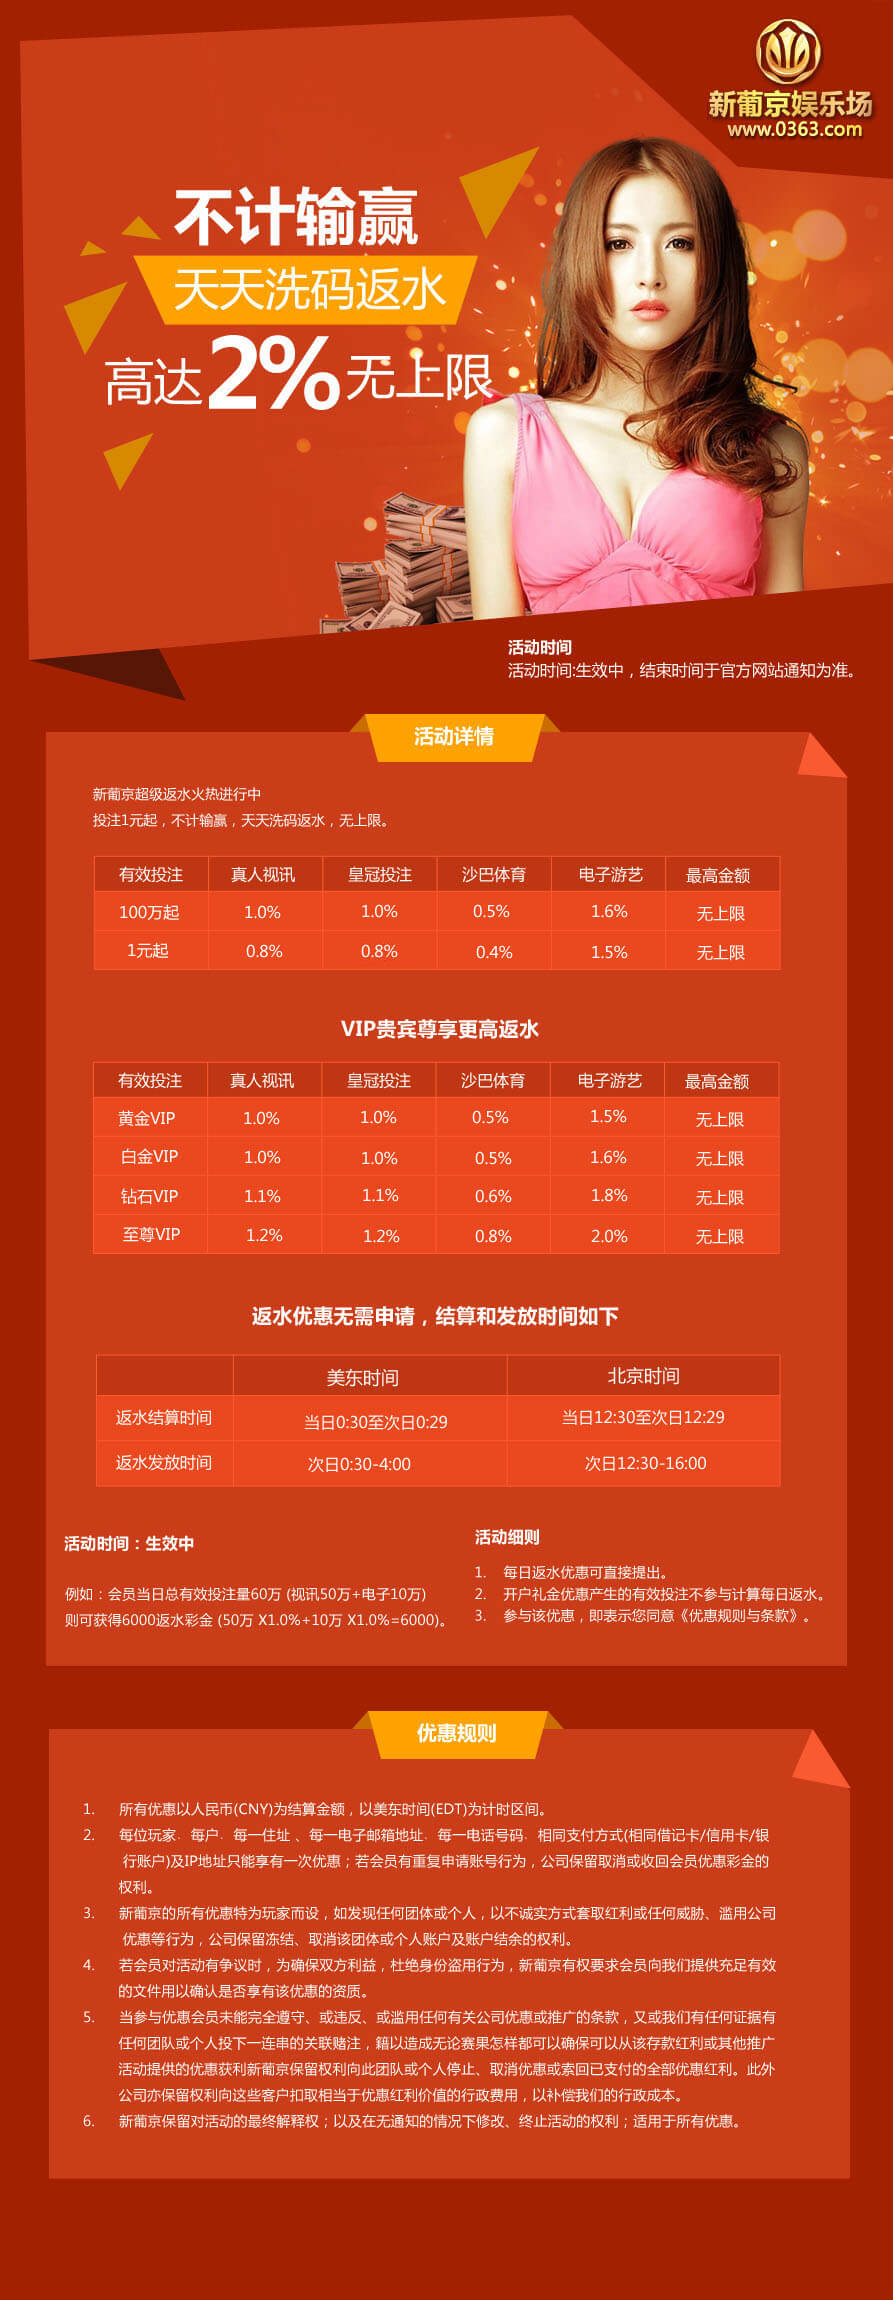 新葡京娱乐场
www.0363.com
不计输赢
天天洗码返水
高达2%无上限
活动时间
活动时间:生效中，结束时间于官方网站通知为准。
活动详情
新葡京超级返水火热进行中
投注1元起，不计输赢，天天洗码返水，无上限。
有效投注 真人视讯 皇冠投注 沙巴体育 电子游艺 最高金额
100万起 1.0% 1.0% 0.5% 1.6% 无上限
1元起 0.8% 0.8% 0.4% 1.5% 无上限
VIP贵宾尊享更高返水
有效投注 真人视讯 皇冠投注 沙巴体育 电子游艺 最高金额
黄金VIP 1.0% 1.0% 0.5% 1.5% 无上限
白金VIP 1.0% 1.0% 0.5% 1.6% 无上限
钻石VIP 1.1% 1.1% 0.6% 1.8% 无上限
至尊VIP 1.2% 1.2% 0.8% 2.0% 无上限
返水优惠无需申请，结算和发放时间如下
美东时间 北京时间
返水结算时间 当日0:30至次日0:29 当日12:30至次日12:29
返水发放时间 次日0:30-4:00 次日12:30-16:00
活动时间：生效中
例如：会员当日总有效投注量60万 (视讯50万+电子10万)
则可获得6000返水彩金 (50万 X1.0%+10万 X1.0%=6000)。
活动细则
1. 每日返水优惠可直接提出。
2. 开户礼金优惠产生的有效投注不参与计算每日返水。
3. 参与该优惠，即表示您同意《优惠规则与条款》。
优惠规则
1. 所有优惠以人民币(CNY)为结算金额，以美东时间(EDT)为计时区间。
2. 每位玩家﹑每户﹑每一住址 、每一电子邮箱地址﹑每一电话号码﹑相同支付方式(相同借记卡/信用卡/银
行账户)及IP地址只能享有一次优惠；若会员有重复申请账号行为，公司保留取消或收回会员优惠彩金的
权利。
3. 新葡京的所有优惠特为玩家而设，如发现任何团体或个人，以不诚实方式套取红利或任何威胁、滥用公司
优惠等行为，公司保留冻结、取消该团体或个人账户及账户结余的权利。
4. 若会员对活动有争议时，为确保双方利益，杜绝身份盗用行为，新葡京有权要求会员向我们提供充足有效
的文件用以确认是否享有该优惠的资质。
5. 当参与优惠会员未能完全遵守、或违反、或滥用任何有关公司优惠或推广的条款，又或我们有任何证据有
任何团队或个人投下一连串的关联赌注，籍以造成无论赛果怎样都可以确保可以从该存款红利或其他推广
活动提供的优惠获利新葡京保留权利向此团队或个人停止、取消优惠或索回已支付的全部优惠红利。此外
公司亦保留权利向这些客户扣取相当于优惠红利价值的行政费用，以补偿我们的行政成本。
6. 新葡京保留对活动的最终解释权；以及在无通知的情况下修改、终止活动的权利；适用于所有优惠。